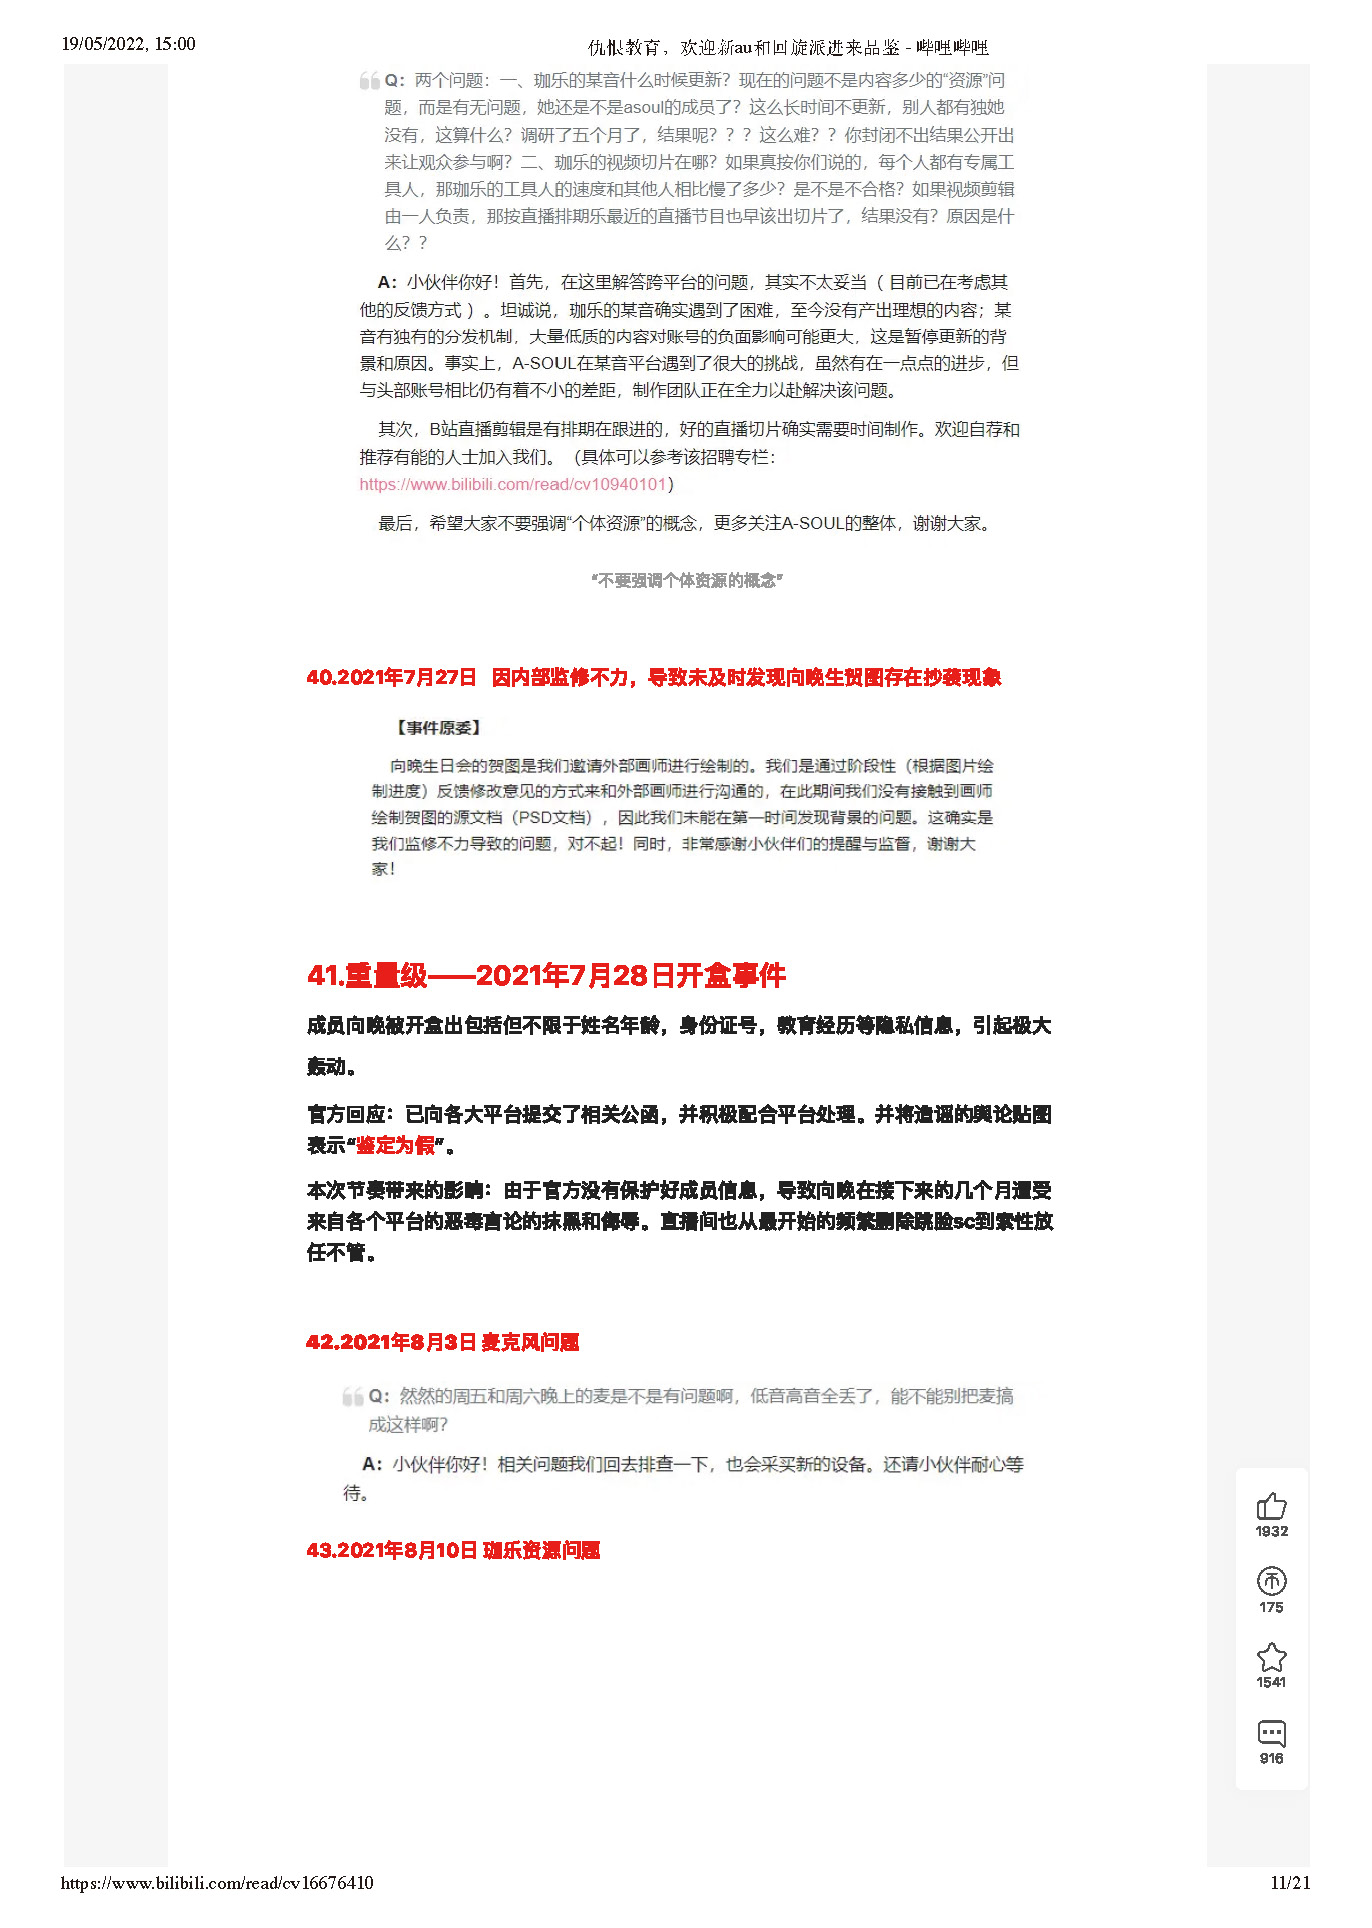 19/05/2022, 15:00
仇恨教育，欢迎新au和回旋派进来品鉴 - 哔哩哔哩
Q：两个问题：一、珈乐的某音什么时候更新？现在的问题不是内容多少的“资源”问
题，而是有无问题，她还是不是asoul的成员了？这么长时间不更新，别人都有独她
没有，这算什么？调研了五个月了，结果呢？？？这么难？？你封闭不出结果公开出
来让观众参与啊？二、珈乐的视频切片在哪？如果真按你们说的，每个人都有专属工
具人，那珈乐的工具人的速度和其他人相比慢了多少？是不是不合格？如果视频剪辑
由一人负责，那按直播排期乐最近的直播节目也早该出切片了，结果没有？原因是什
么？？
A：小伙伴你好！首先，在这里解答跨平台的问题，其实不太妥当（ 目前已在考虑其
他的反馈方式 ）。坦诚说，珈乐的某音确实遇到了困难，至今没有产出理想的内容；某
音有独有的分发机制，大量低质的内容对账号的负面影响可能更大，这是暂停更新的背
景和原因。事实上，A-SOUL在某音平台遇到了很大的挑战，虽然有在一点点的进步，但
与头部账号相比仍有着不小的差距，制作团队正在全力以赴解决该问题。
其次，B站直播剪辑是有排期在跟进的，好的直播切片确实需要时间制作。欢迎自荐和
推荐有能的人士加入我们。（具体可以参考该招聘专栏：
https://www.bilibili.com/read/cv10940101）
最后，希望大家不要强调“个体资源”的概念，更多关注A-SOUL的整体，谢谢大家。
“不要强调个体资源的概念”
40.2021年7月27日 因内部监修不力，导致未及时发现向晚生贺图存在抄袭现象
【事件原委】
向晚生日会的贺图是我们邀请外部画师进行绘制的。我们是通过阶段性（根据图片绘
制进度）反馈修改意见的方式来和外部画师进行沟通的，在此期间我们没有接触到画师
绘制贺图的源文档（PSD文档），因此我们未能在第一时间发现背景的问题。这确实是
我们监修不力导致的问题，对不起！同时，非常感谢小伙伴们的提醒与监督，谢谢大
家！
41.重量级——2021年7月28日开盒事件
成员向晚被开盒出包括但不限于姓名年龄，身份证号，教育经历等隐私信息，引起极大
轰动。
官方回应：已向各大平台提交了相关公函，并积极配合平台处理。并将造谣的舆论贴图
表示“鉴定为假”。
本次节奏带来的影响：由于官方没有保护好成员信息，导致向晚在接下来的几个月遭受
来自各个平台的恶毒言论的抹黑和侮辱。直播间也从最开始的频繁删除跳脸sc到索性放
任不管。
42.2021年8月3日 麦克风问题
Q：然然的周五和周六晚上的麦是不是有问题啊，低音高音全丢了，能不能别把麦搞
成这样啊？
A：小伙伴你好！相关问题我们回去排查一下，也会采买新的设备。还请小伙伴耐心等
待。
43.2021年8月10日 珈乐资源问题
1932
175
1541
916
https://www.bilibili.com/read/cv16676410
11/21